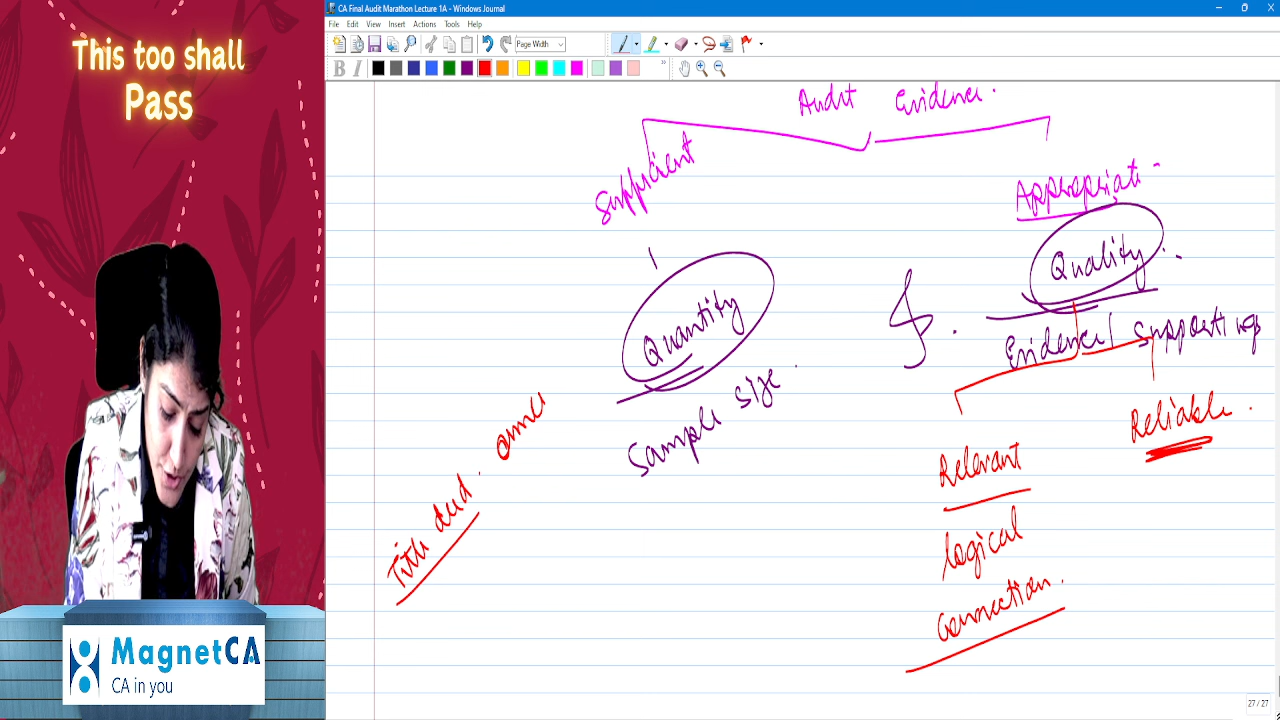 CA Final Audit Marathon Lecture 1A - Windows Journal
File Edit View Insert Actions Tools Help
Page Width
B I
This too shall
Pass
Audit Evidence.
Sufficient
Appropriate
Quantity
Quality
&
Evidence/ supportings
Sample size
Relevant
Reliable
logical
connection.
Title deed.
MagnetCA
CA in you
27 / 27